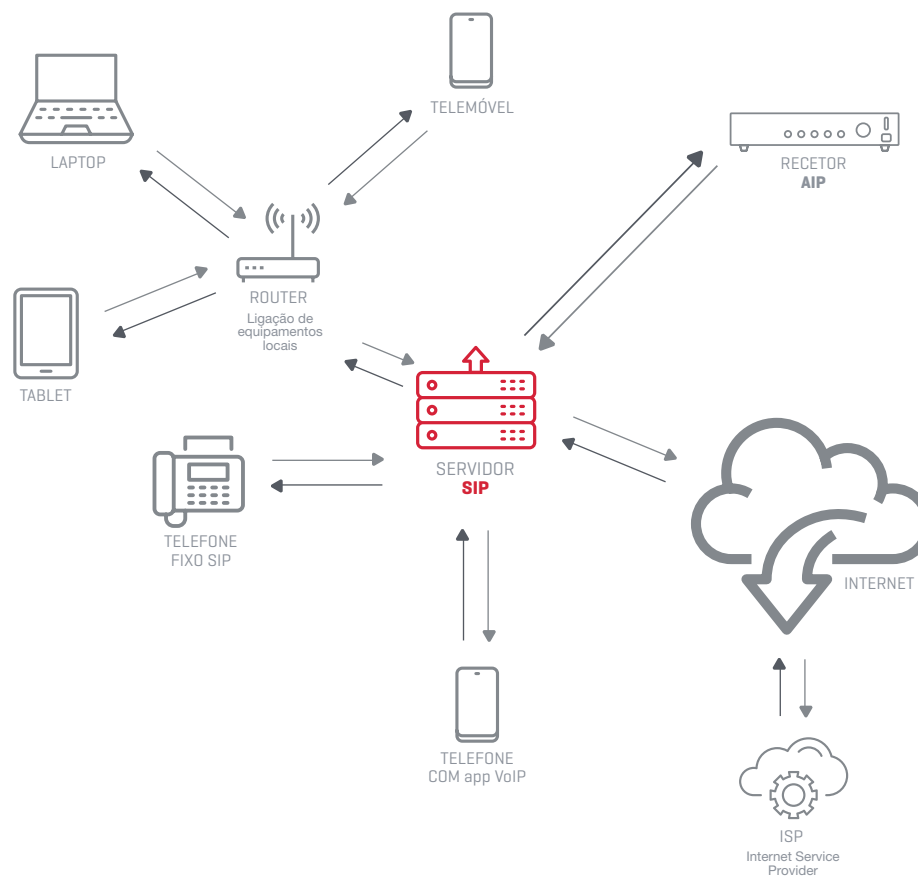 TELEMÓVEL
LAPTOP
RECETOR
AIP
ROUTER
Ligação de
equipamentos
locais
TABLET
SERVIDOR
SIP
TELEFONE
FIXO SIP
INTERNET
TELEFONE
COM app VoIP
ISP
Internet Service
Provider